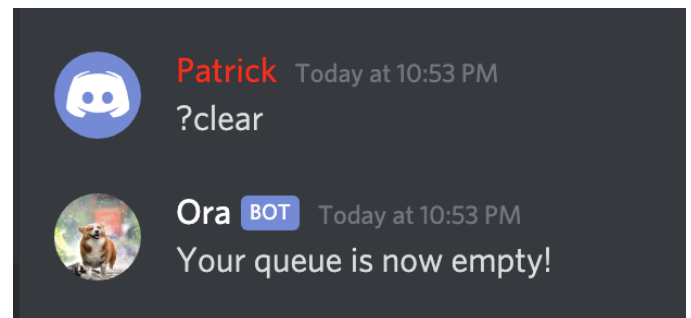 Patrick Today at 10:53 PM
?clear
Ora BOT Today at 10:53 PM
Your queue is now empty!